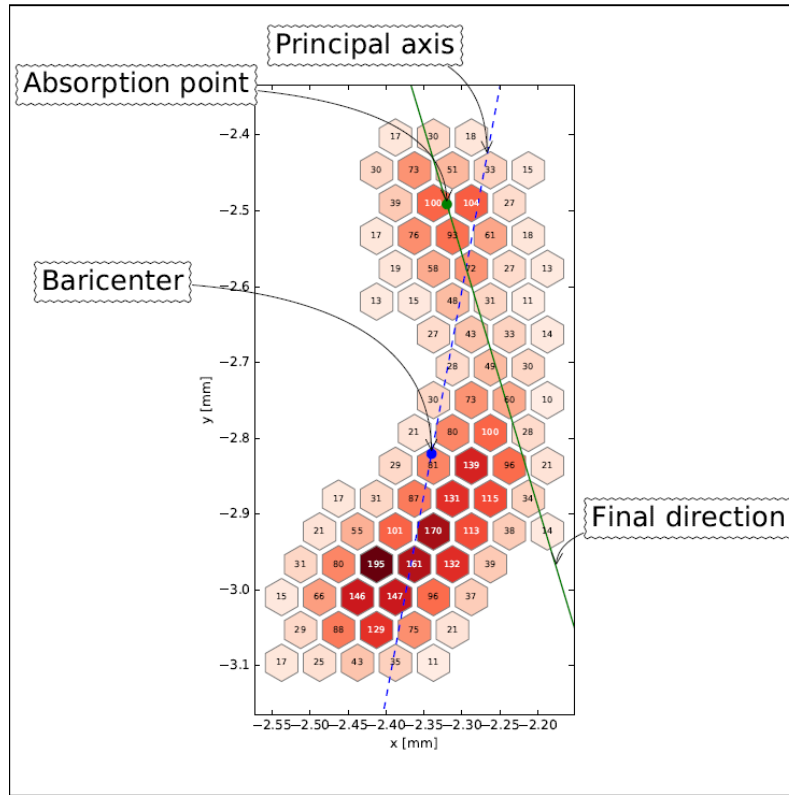 Principal axis
Absorption point
Baricenter
Final direction
y [mm]
−2.4
−2.5
−2.6
−2.7
−2.8
−2.9
−3.0
−3.1
17 30 18
30 73 51 33 15
39 100 104 27
17 76 93 61 18
19 58 72 27 13
13 15 48 31 11
27 43 33 14
28 49 30
30 73 60 10
21 80 100 28
29 81 139 96 21
17 31 87 131 115 34
21 55 101 170 113 38 14
31 80 195 161 132 39
15 66 146 147 96 37
29 88 129 75 21
17 25 43 35 11
−2.55 −2.50 −2.45 −2.40 −2.35 −2.30 −2.25 −2.20
x [mm]